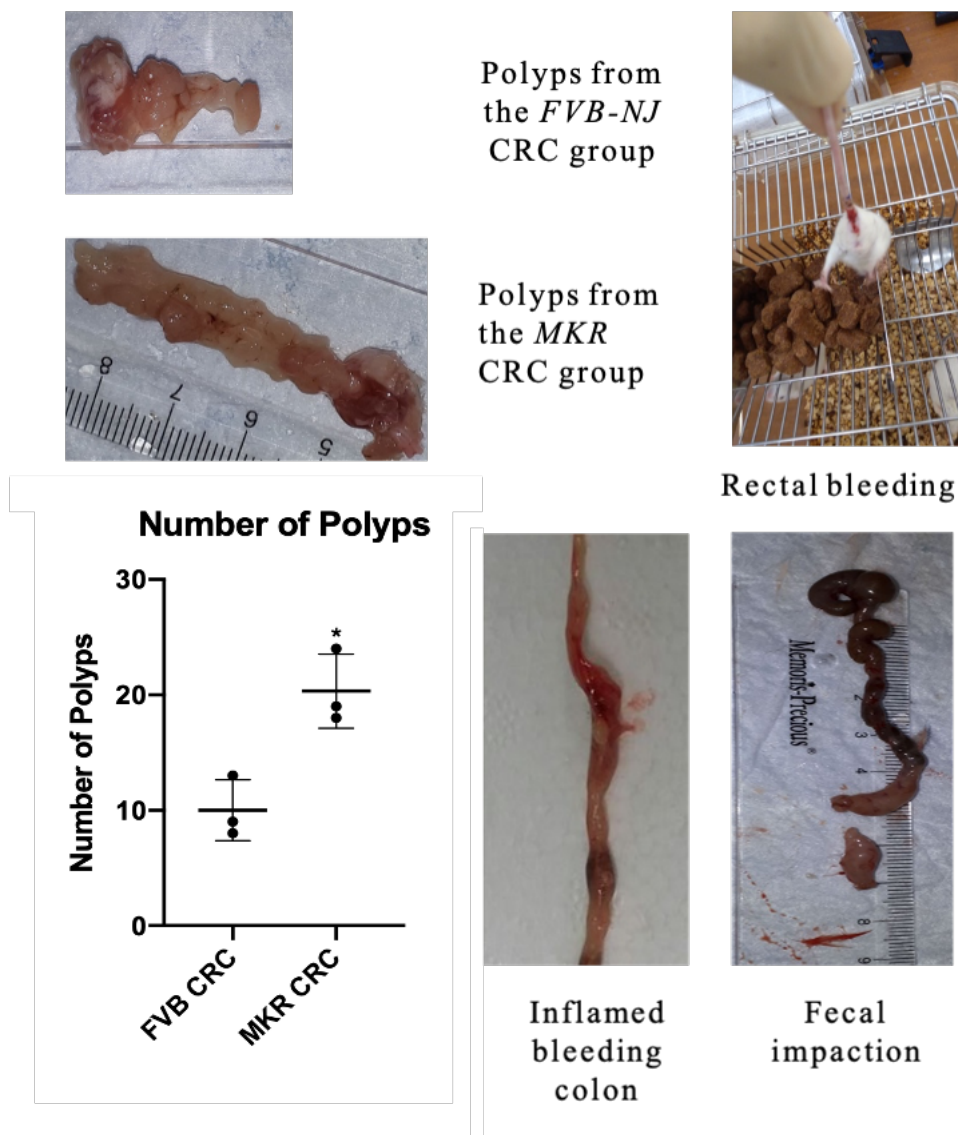 Polyps from
the FVB-NJ
CRC group
Polyps from
the MKR
CRC group
8
7
6
5
Rectal bleeding
Number of Polyps
Number of Polyps
30
20
10
0
*
FVB CRC
MKR CRC
Inflamed
bleeding
colon
Memoris-Precious®
2
3
4
8
9
Fecal
impaction